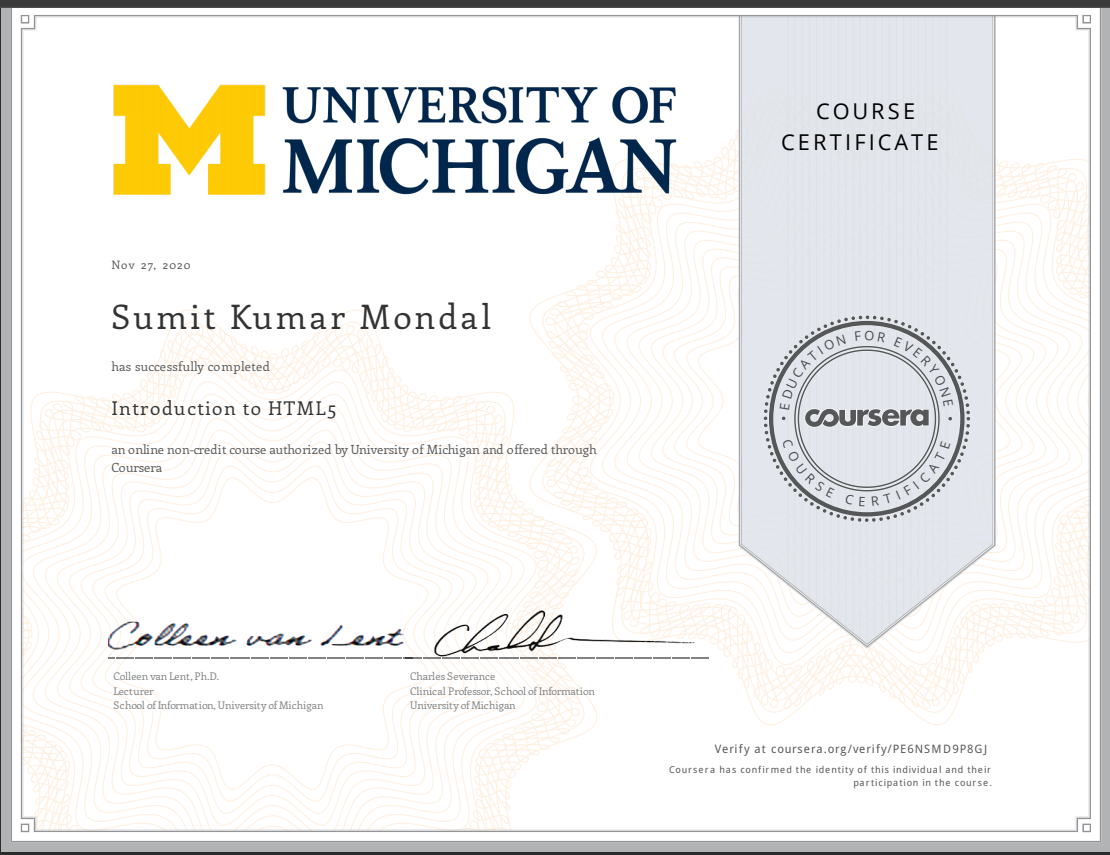 UNIVERSITY OF
MICHIGAN
COURSE
CERTIFICATE
Nov 27, 2020
Sumit Kumar Mondal
has successfully completed
Introduction to HTML5
an online non-credit course authorized by University of Michigan and offered through
Coursera
EDUCATION FOR EVERYONE
coursera
COURSE CERTIFICATE
Colleen van Lent
Colleen van Lent, Ph.D.
Lecturer
School of Information, University of Michigan
Charles Severance
Clinical Professor, School of Information
University of Michigan
Verify at coursera.org/verify/PE6NSMD9P8GJ
Coursera has confirmed the identity of this individual and their
participation in the course.